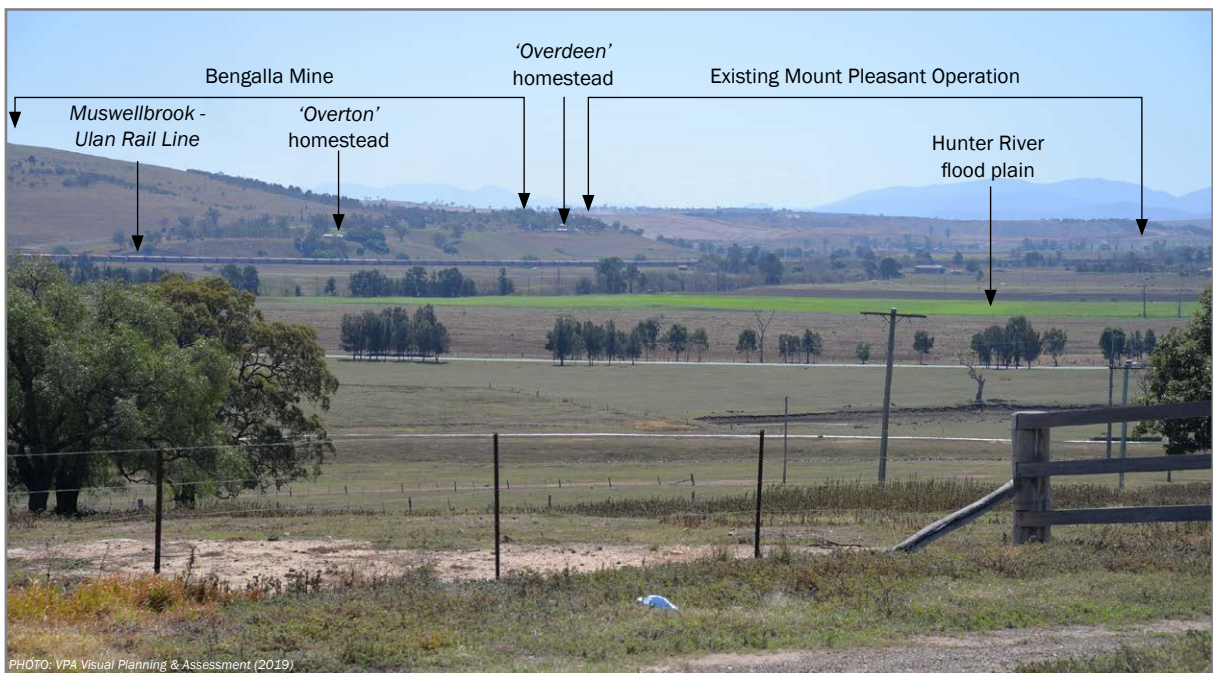 Bengalla Mine
'Overdeen'
homestead
Existing Mount Pleasant Operation
Muswellbrook -
Ulan Rail Line
'Overton'
homestead
Hunter River
flood plain
PHOTO: VPA Visual Planning & Assessment (2019)